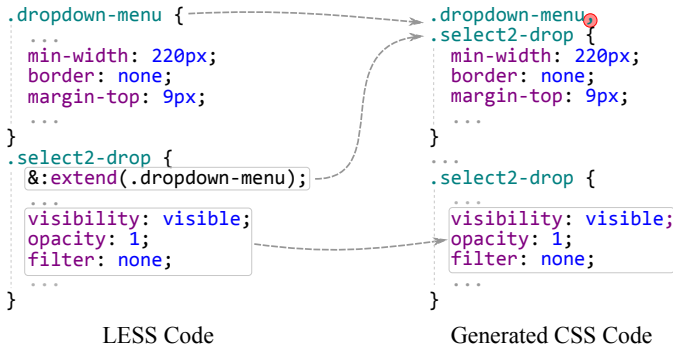 .dropdown-menu {
...
min-width: 220px;
border: none;
margin-top: 9px;
...
}
.select2-drop {
&:extend(.dropdown-menu);
...
visibility: visible;
opacity: 1;
filter: none;
...
}
LESS Code
.dropdown-menu,
.select2-drop {
min-width: 220px;
border: none;
margin-top: 9px;
...
}
...
.select2-drop {
...
visibility: visible;
opacity: 1;
filter: none;
...
}
Generated CSS Code